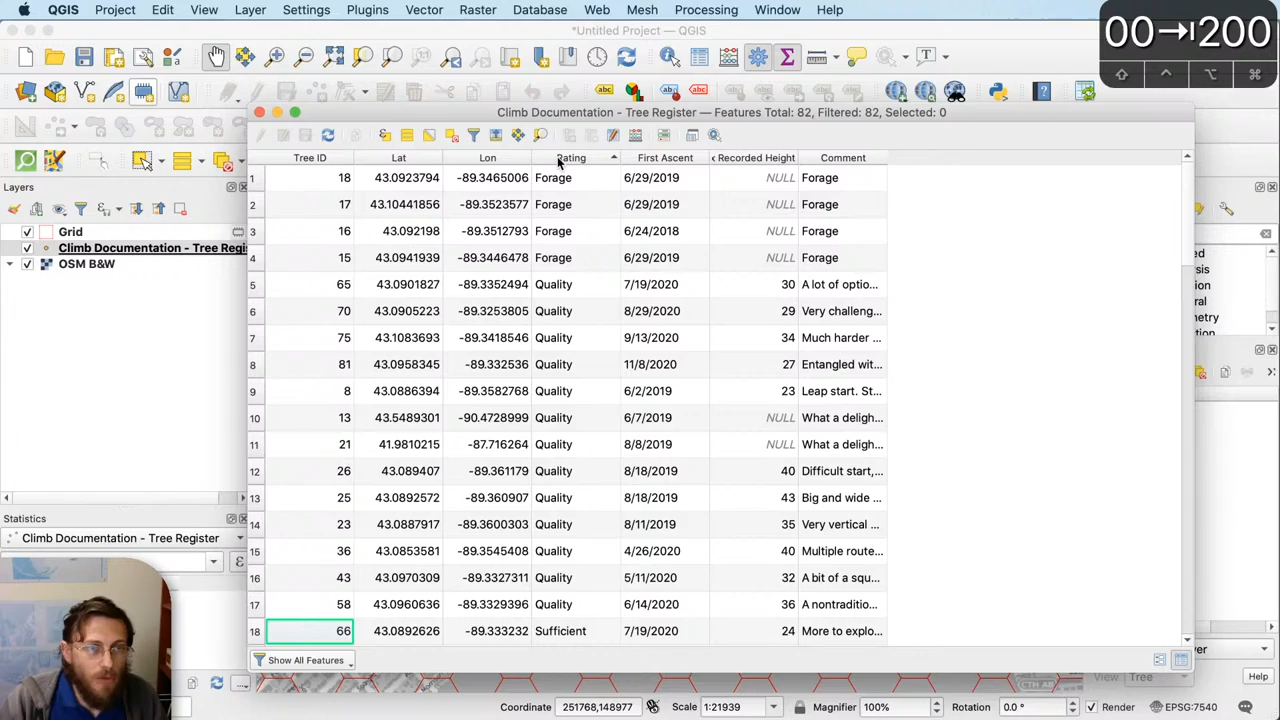 QGIS Project Edit View Layer Settings Plugins Vector Raster Database Web Mesh Processing Window Help
00⇥200
*Untitled Project — QGIS
Climb Documentation - Tree Register — Features Total: 82, Filtered: 82, Selected: 0
Tree ID Lat Lon Rating First Ascent Recorded Height Comment
1 18 43.0923794 -89.3465006 Forage 6/29/2019 NULL Forage
2 17 43.10441856 -89.3523577 Forage 6/29/2019 NULL Forage
3 16 43.092198 -89.3512793 Forage 6/24/2018 NULL Forage
4 15 43.0941939 -89.3446478 Forage 6/29/2019 NULL Forage
5 65 43.0901827 -89.3352494 Quality 7/19/2020 30 A lot of optio...
6 70 43.0905223 -89.3253805 Quality 8/29/2020 29 Very challeng...
7 75 43.1083693 -89.3418546 Quality 9/13/2020 34 Much harder ...
8 81 43.0958345 -89.332536 Quality 11/8/2020 27 Entangled wit...
9 8 43.0886394 -89.3582768 Quality 6/2/2019 23 Leap start. St...
10 13 43.5489301 -90.4728999 Quality 6/7/2019 NULL What a deligh...
11 21 41.9810215 -87.716264 Quality 8/8/2019 NULL What a deligh...
12 26 43.089407 -89.361179 Quality 8/18/2019 40 Difficult start,...
13 25 43.0892572 -89.360907 Quality 8/18/2019 43 Big and wide ...
14 23 43.0887917 -89.3600303 Quality 8/11/2019 35 Very vertical ...
15 36 43.0853581 -89.3545408 Quality 4/26/2020 40 Multiple route...
16 43 43.0970309 -89.3327311 Quality 5/11/2020 32 A bit of a squ...
17 58 43.0960636 -89.3329396 Quality 6/14/2020 36 A nontraditio...
18 66 43.0892626 -89.333232 Sufficient 7/19/2020 24 More to explo...
Show All Features
Layers
Grid
Climb Documentation - Tree Regi
OSM B&W
Statistics
Climb Documentation - Tree Register
View Tree
Help
Coordinate 251768,148977 Scale 1:21939 Magnifier 100% Rotation 0.0 ° Render EPSG:7540